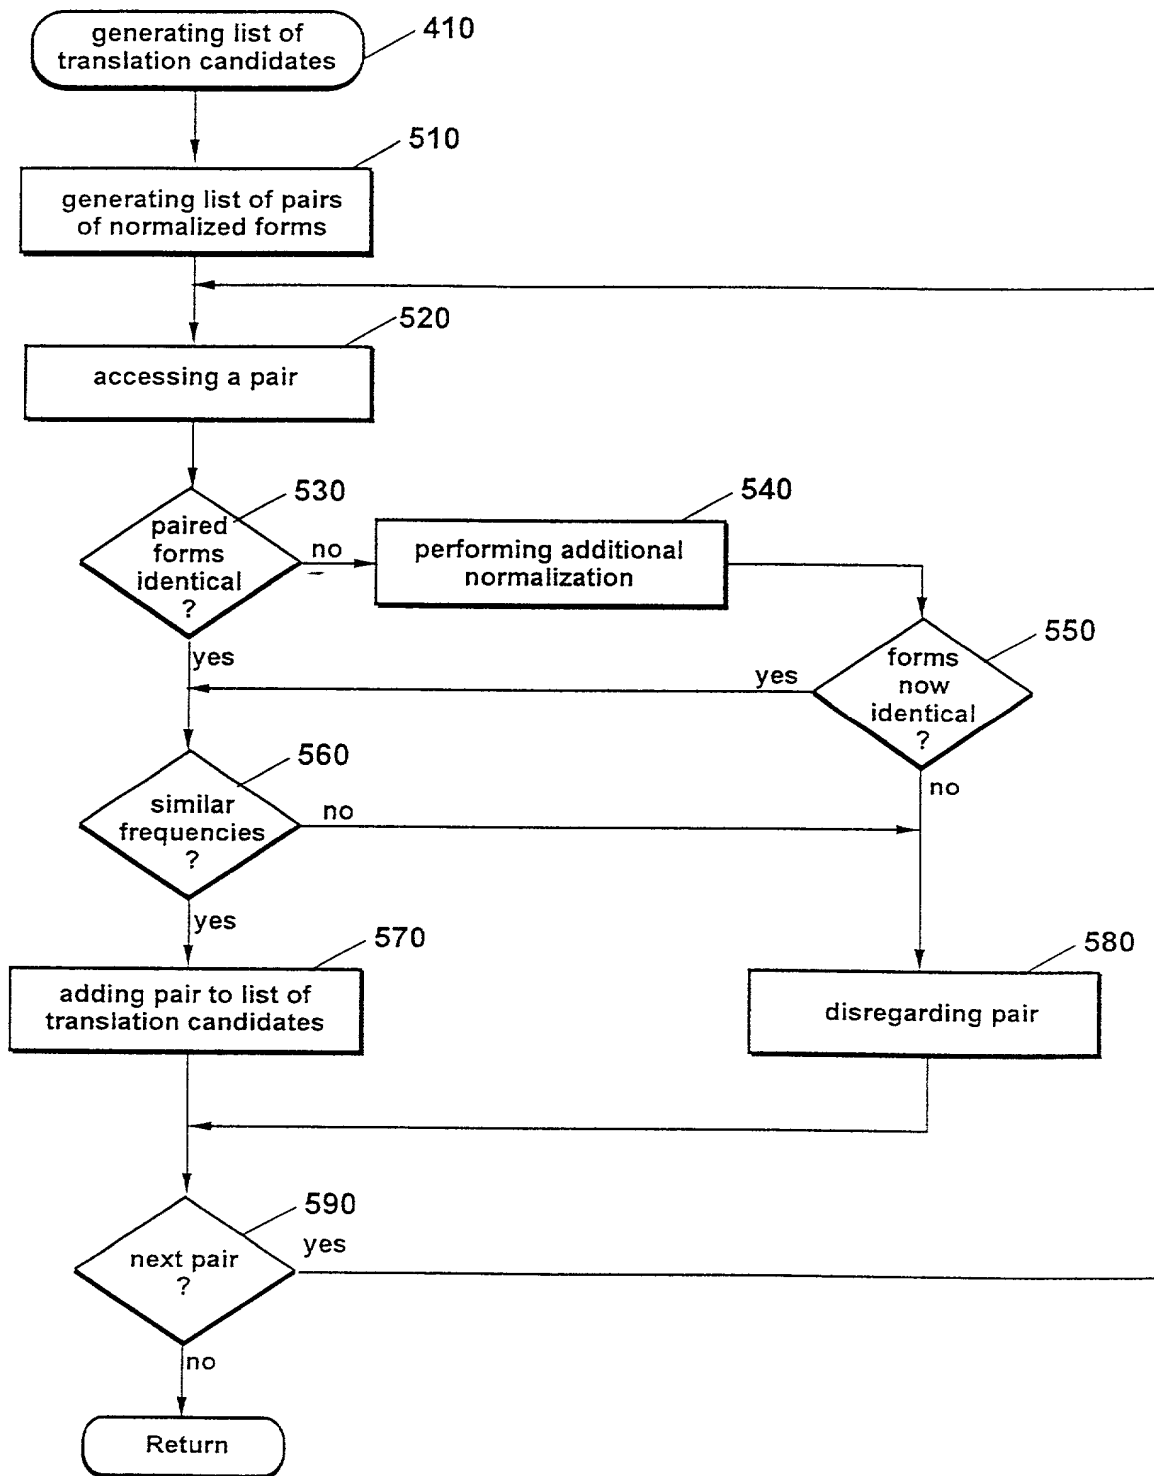 generating list of
translation candidates
410
510
generating list of pairs
of normalized forms
520
accessing a pair
530
paired
forms
identical
?
no
540
performing additional
normalization
550
forms
now
identical
?
yes
yes
no
560
similar
frequencies
?
no
yes
570
adding pair to list of
translation candidates
580
disregarding pair
590
next pair
?
yes
no
Return